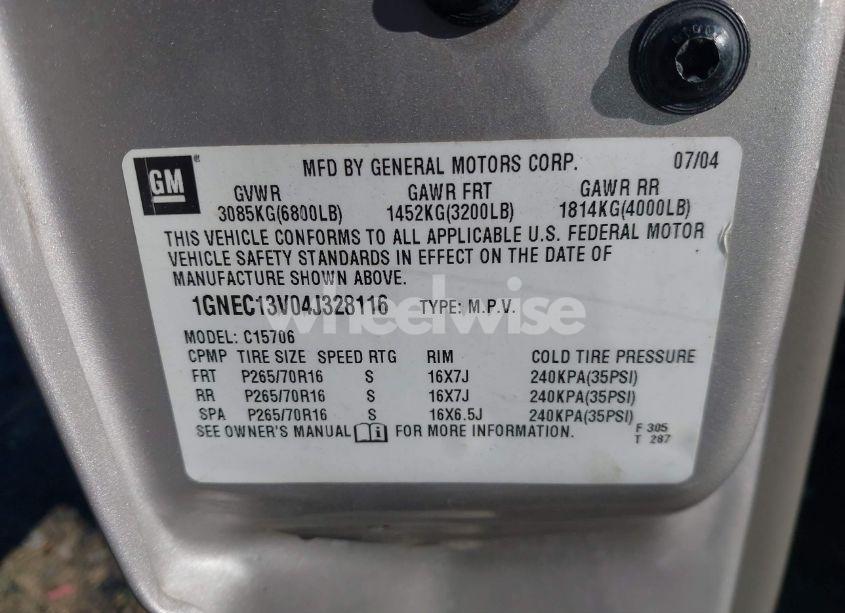 GM
MFD BY GENERAL MOTORS CORP. 07/04
GVWR GAWR FRT GAWR RR
3085KG(6800LB) 1452KG(3200LB) 1814KG(4000LB)
THIS VEHICLE CONFORMS TO ALL APPLICABLE U.S. FEDERAL MOTOR
VEHICLE SAFETY STANDARDS IN EFFECT ON THE DATE OF
MANUFACTURE SHOWN ABOVE.
1GNEC13V04J328116 TYPE: M.P.V.
wheelwise
MODEL: C15706
CPMP TIRE SIZE SPEED RTG RIM COLD TIRE PRESSURE
FRT P265/70R16 S 16X7J 240KPA(35PSI)
RR P265/70R16 S 16X7J 240KPA(35PSI)
SPA P265/70R16 S 16X6.5J 240KPA(35PSI)
SEE OWNER'S MANUAL FOR MORE INFORMATION. F 305
T 287